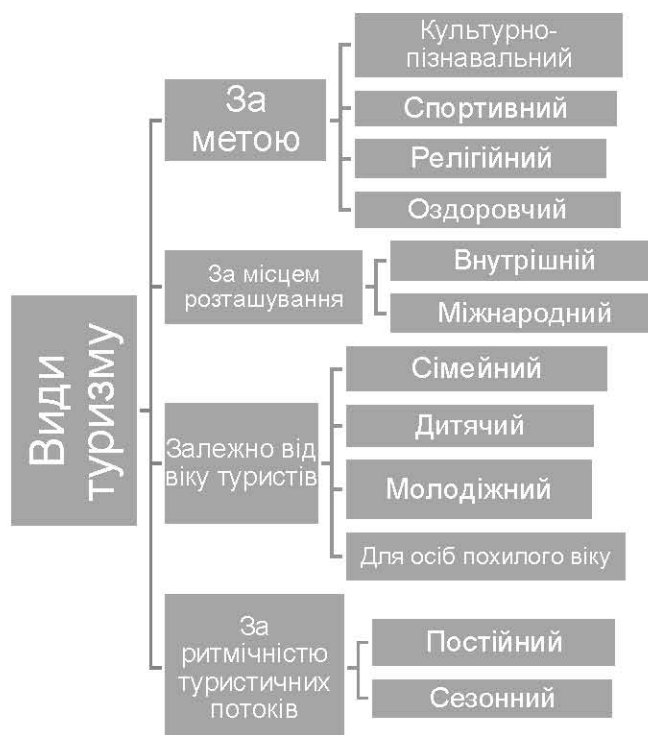 Види
туризму
За
метою
Культурно-
пізнавальний
Спортивний
Релігійний
Оздоровчий
За місцем
розташування
Внутрішній
Міжнародний
Залежно від
віку туристів
Сімейний
Дитячий
Молодіжний
Для осіб похилого віку
За
ритмічністю
туристичних
потоків
Постійний
Сезонний